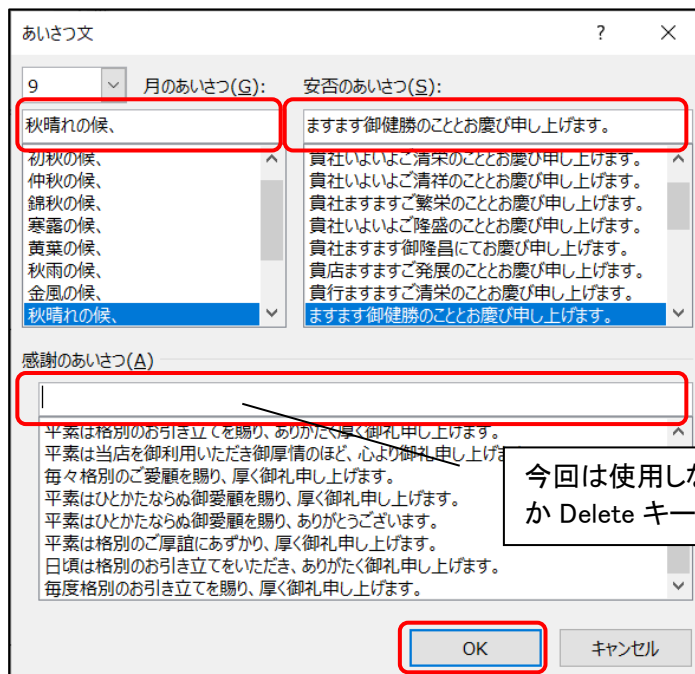 あいさつ文
9 月のあいさつ(G): 安否のあいさつ(S):
秋晴れの候、
初秋の候、
仲秋の候、
錦秋の候、
寒露の候、
黄葉の候、
秋雨の候、
金風の候、
秋晴れの候、
ますます御健勝のこととお慶び申し上げます。
貴社いよいよご清栄のこととお慶び申し上げます。
貴社いよいよご清祥のこととお慶び申し上げます。
貴社ますますご繁栄のこととお慶び申し上げます。
貴社いよいよご隆盛のこととお慶び申し上げます。
貴社ますます御隆昌にてお慶び申し上げます。
貴店ますますご発展のこととお慶び申し上げます。
貴行ますますご清栄のこととお慶び申し上げます。
ますます御健勝のこととお慶び申し上げます。
感謝のあいさつ(A)
平素は格別のお引き立てを賜り、ありがたく厚く御礼申し上げます。
平素は当店を御利用いただき御厚情のほど、心より御礼申し上げま
毎々格別のご愛顧を賜り、厚く御礼申し上げます。
平素はひとかたならぬ御愛顧を賜り、厚く御礼申し上げます。
平素はひとかたならぬ御愛顧を賜り、ありがとうございます。
平素は格別のご厚誼にあずかり、厚く御礼申し上げます。
日頃は格別のお引き立てをいただき、ありがたく御礼申し上げます。
毎度格別のお引き立てを賜り、厚く御礼申し上げます。
今回は使用しな
か Delete キー
OK キャンセル